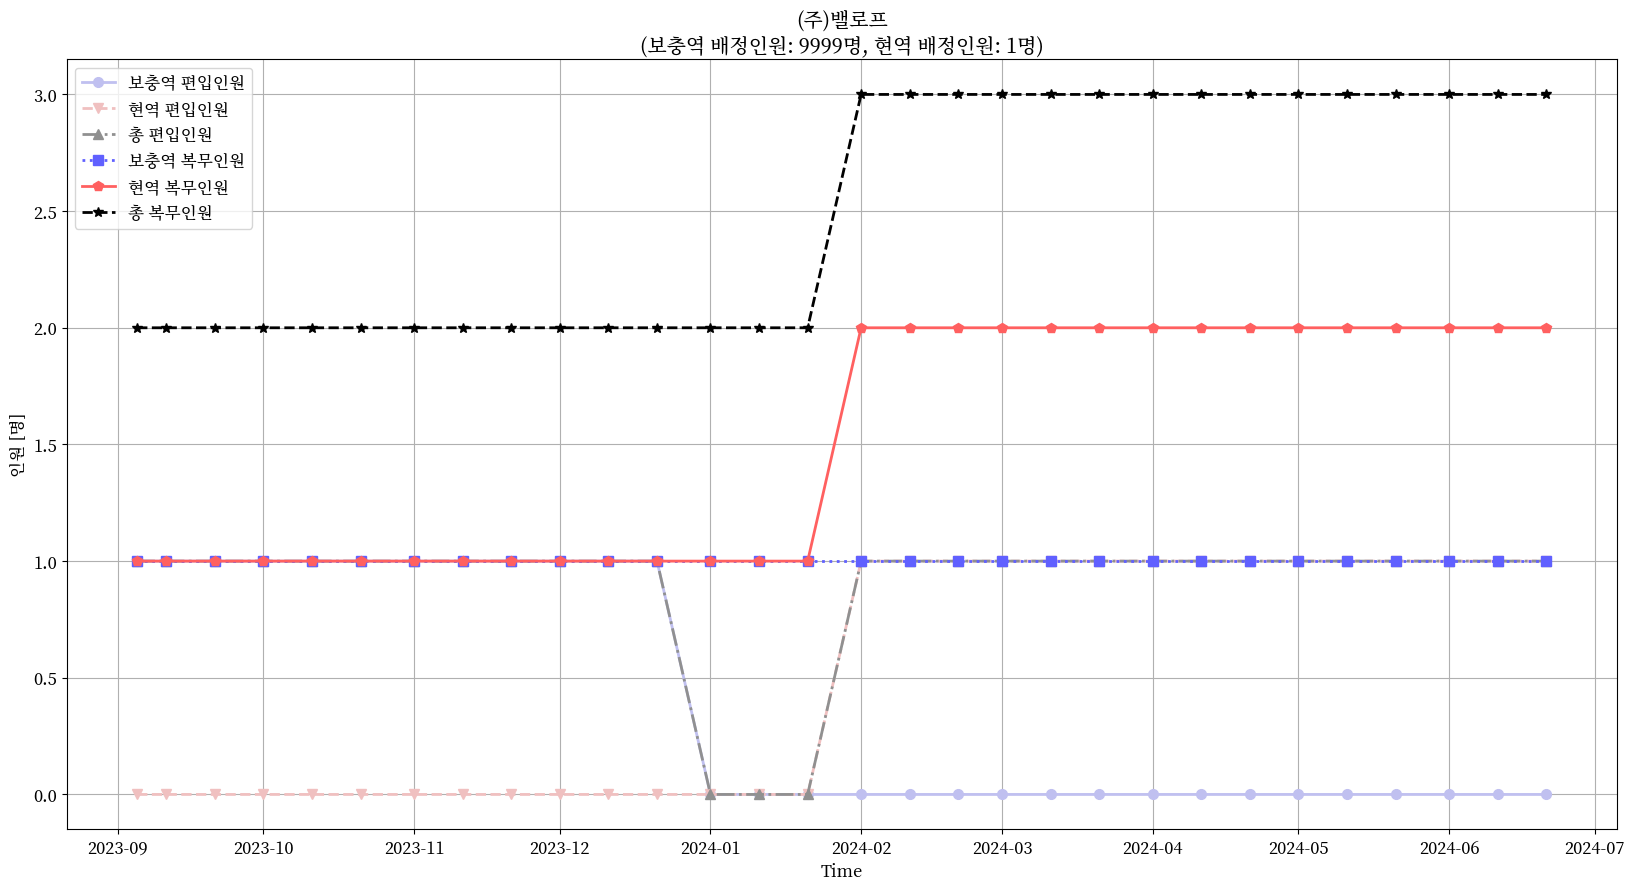 (주)밸로프
(보충역 배정인원: 9999명, 현역 배정인원: 1명)
보충역 편입인원
현역 편입인원
총 편입인원
보충역 복무인원
현역 복무인원
총 복무인원
인원 [명]
3.0
2.5
2.0
1.5
1.0
0.5
0.0
2023-09 2023-10 2023-11 2023-12 2024-01 2024-02 2024-03 2024-04 2024-05 2024-06 2024-07
Time